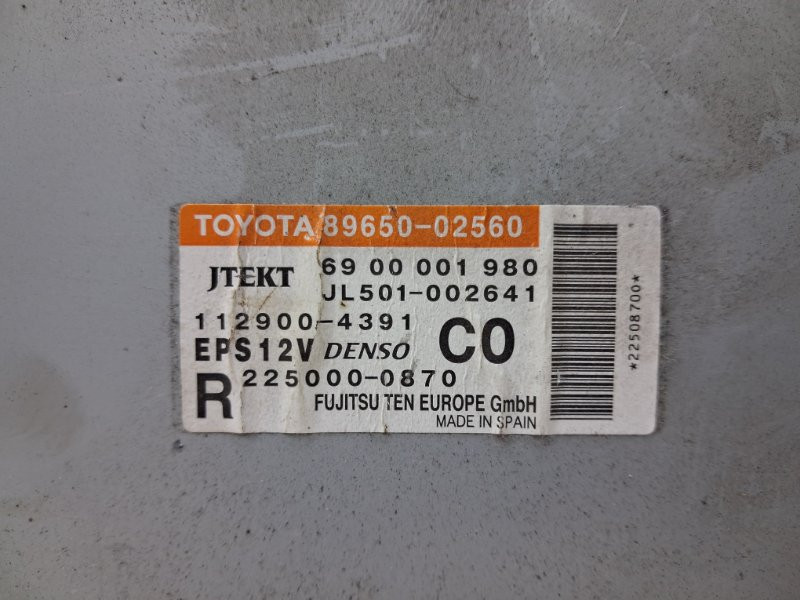 TOYOTA 89650-02560
JTEKT 69 00 001 980
JL501-002641
112900-4391
EPS12V DENSO C0
R 225000-0870
FUJITSU TEN EUROPE GmbH
MADE IN SPAIN
*22508700*